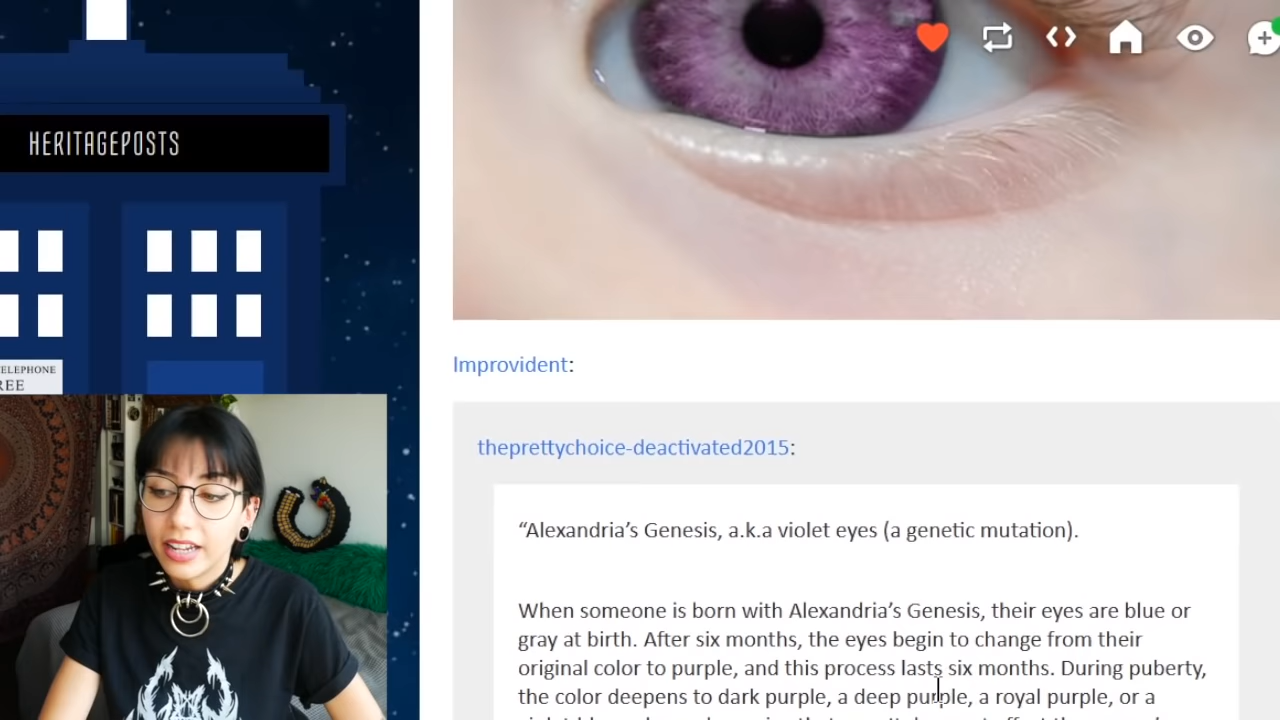 HERITAGEPOSTS
ELEPHONE
REE
Improvident:
theprettychoice-deactivated2015:
“Alexandria’s Genesis, a.k.a violet eyes (a genetic mutation).
When someone is born with Alexandria’s Genesis, their eyes are blue or
gray at birth. After six months, the eyes begin to change from their
original color to purple, and this process lasts six months. During puberty,
the color deepens to dark purple, a deep purple, a royal purple, or a